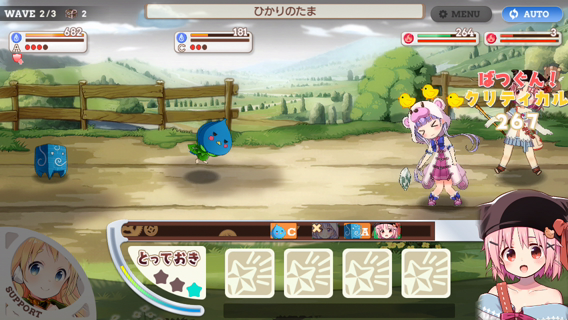 WAVE 2/3 2
ひかりのたま
MENU
AUTO
682
A
181
C
264
3
ばつぐん!
クリティカル
267
C
A
とっておき
SUPPORT